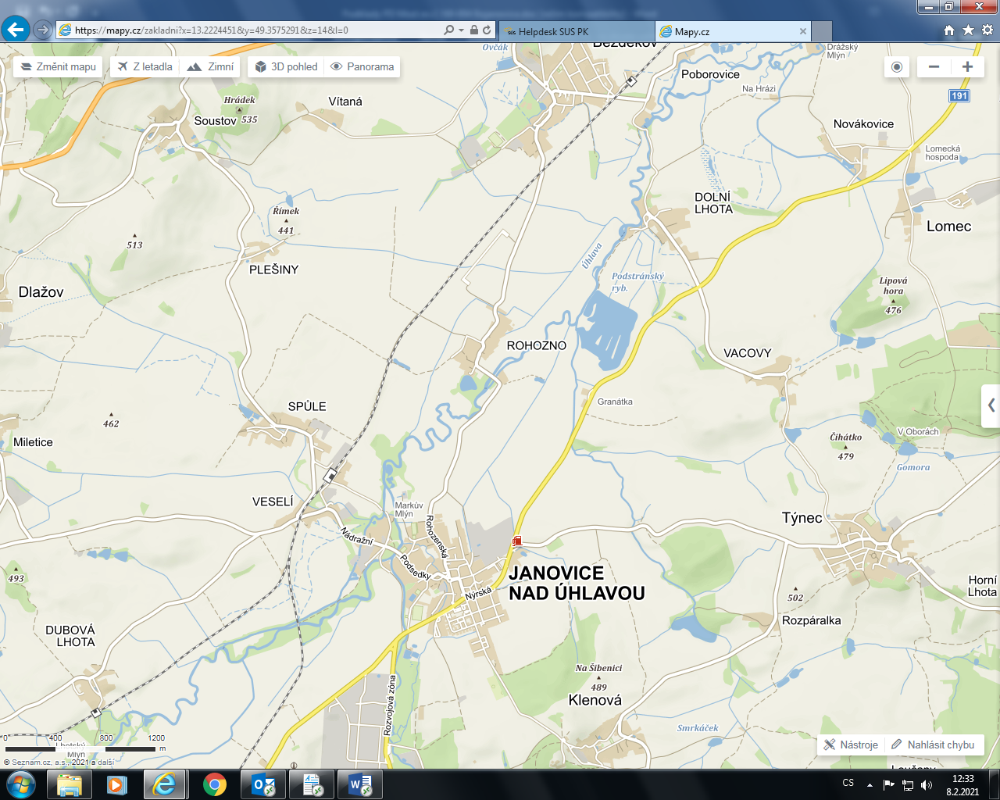 https://mapy.cz/zakladni?x=13.2224451&y=49.3575291&z=14&l=0
Helpdesk SUS PK
Mapy.cz
Změnit mapu
Z letadla
Zimní
3D pohled
Panorama
Ovčák
Bezděkov
Drážský
Mlýn
Poborovice
Na Hrázi
191
Hrádek
535
Soustov
Vítaná
Novákovice
Lomecká
hospoda
DOLNÍ
LHOTA
Římek
441
513
Lomec
PLEŠINY
Úhlava
Podstránský
ryb.
Dlažov
Lipová
hora
476
ROHOZNO
VACOVY
SPŮLE
Granátka
462
Miletice
Čihátko
479
V Oborách
Gomora
VESELÍ
Markův
Mlýn
Týnec
Nádražní
Rohozenská
Podsedky
Nýrská
JANOVICE
NAD ÚHLAVOU
493
502
Horní
Lhota
Rozpáralka
DUBOVÁ
LHOTA
Na Šibenici
489
Klenová
Rozvojová zóna
Smrkáček
0 400 800 1200
m
Lhotský
Mlýn
© Seznam.cz, a.s., 2021 a další
Nástroje
Nahlásit chybu
Loučany
CS
12:33
8.2.2021